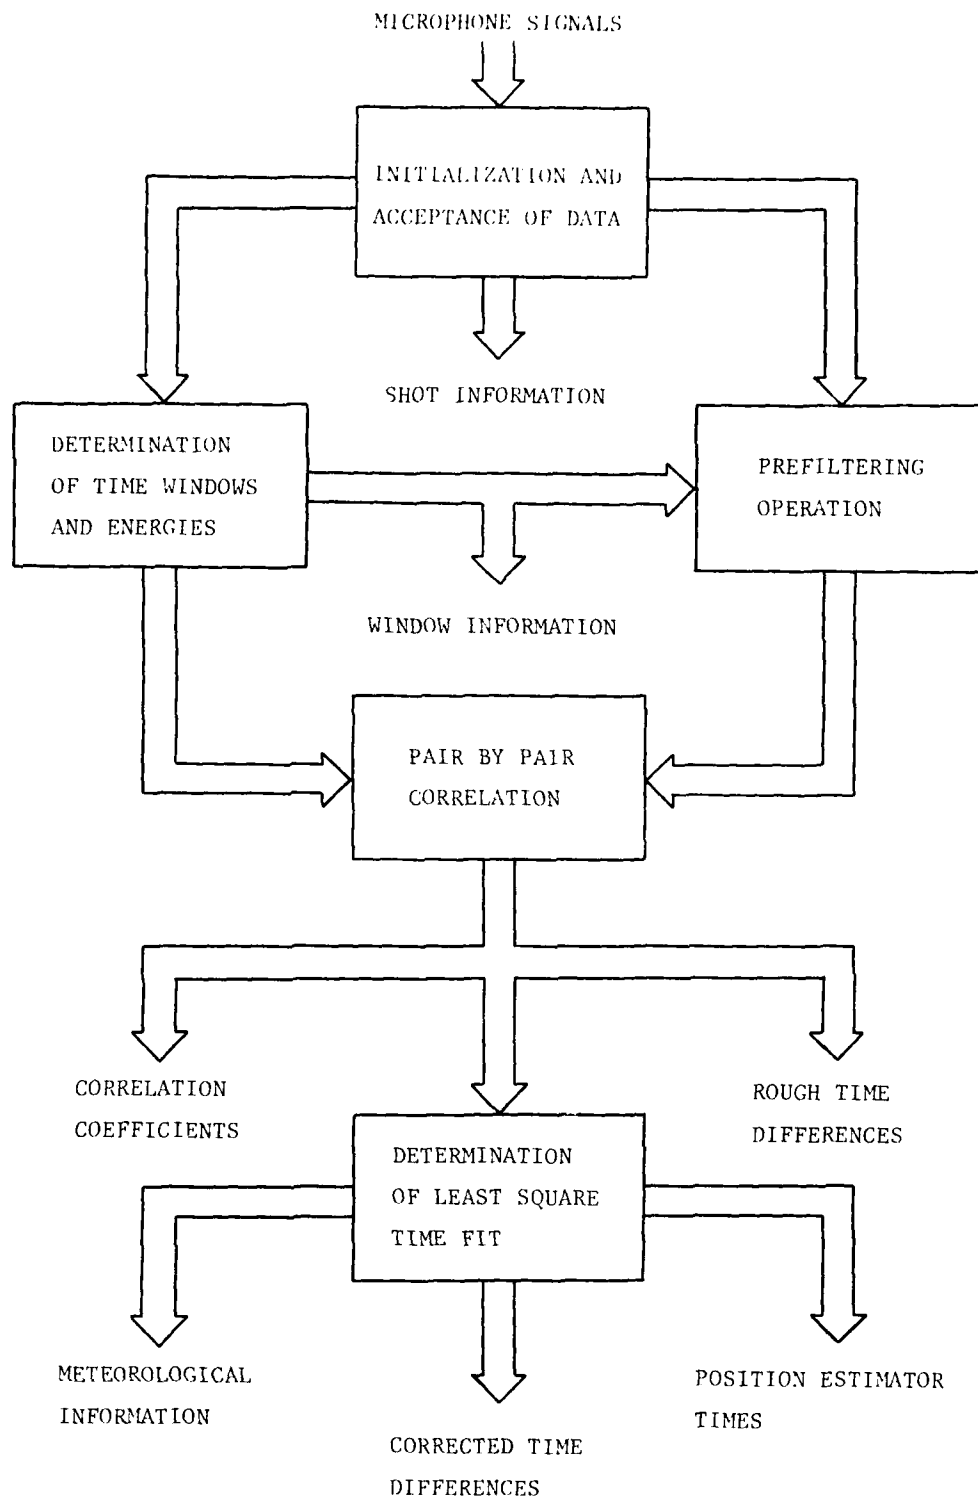 MICROPHONE SIGNALS
INITIALIZATION AND
ACCEPTANCE OF DATA
SHOT INFORMATION
DETERMINATION
OF TIME WINDOWS
AND ENERGIES
PREFILTERING
OPERATION
WINDOW INFORMATION
PAIR BY PAIR
CORRELATION
CORRELATION
COEFFICIENTS
ROUGH TIME
DIFFERENCES
DETERMINATION
OF LEAST SQUARE
TIME FIT
METEOROLOGICAL
INFORMATION
POSITION ESTIMATOR
TIMES
CORRECTED TIME
DIFFERENCES